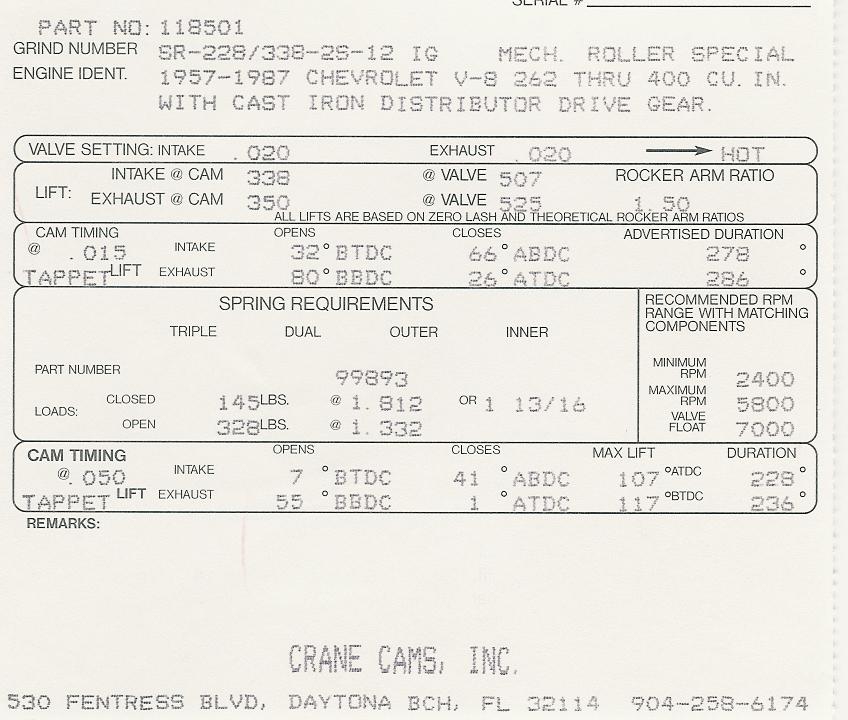 SERIAL #
PART NO: 118501
GRIND NUMBER SR-228/338-2S-12 IG MECH. ROLLER SPECIAL
ENGINE IDENT. 1957-1987 CHEVROLET V-8 262 THRU 400 CU. IN.
WITH CAST IRON DISTRIBUTOR DRIVE GEAR.
VALVE SETTING: INTAKE .020 EXHAUST .020 HOT
INTAKE @ CAM 338 @ VALVE 507 ROCKER ARM RATIO
LIFT: EXHAUST @ CAM 350 @ VALVE 525 1.50
ALL LIFTS ARE BASED ON ZERO LASH AND THEORETICAL ROCKER ARM RATIOS
CAM TIMING OPENS CLOSES ADVERTISED DURATION
@ .015 INTAKE 32° BTDC 66° ABDC 278 °
TAPPET LIFT EXHAUST 80° BBDC 26° ATDC 286 °
SPRING REQUIREMENTS
TRIPLE DUAL OUTER INNER
PART NUMBER 99893
LOADS: CLOSED 145 LBS. @ 1.812 OR 1 13/16
OPEN 328 LBS. @ 1.332
RECOMMENDED RPM
RANGE WITH MATCHING
COMPONENTS
MINIMUM RPM 2400
MAXIMUM RPM 5800
VALVE FLOAT 7000
CAM TIMING OPENS CLOSES MAX LIFT DURATION
@ .050 INTAKE 7 ° BTDC 41 ° ABDC 107 °ATDC 228 °
TAPPET LIFT EXHAUST 55 ° BBDC 1 ° ATDC 117 °BTDC 236 °
REMARKS:
CRANE CAMS, INC.
530 FENTRESS BLVD, DAYTONA BCH, FL 32114 904-258-6174